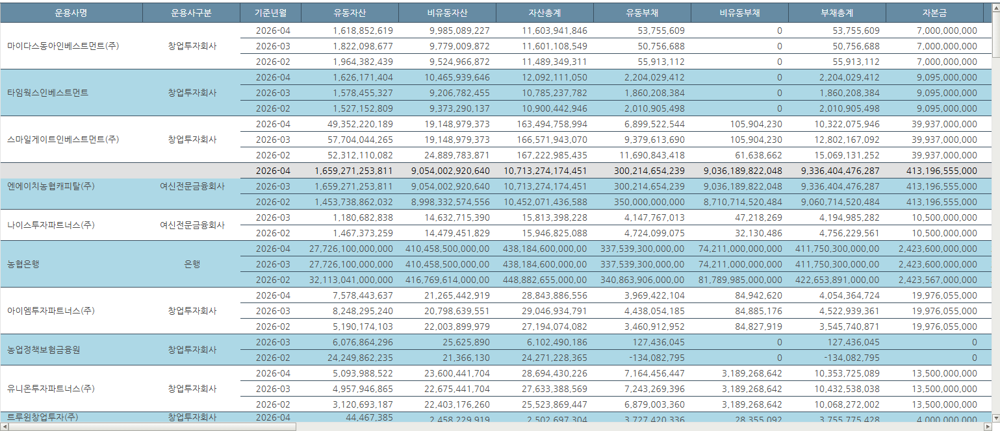 운용사명 운용사구분 기준년월 유동자산 비유동자산 자산총계 유동부채 비유동부채 부채총계 자본금
마이다스동아인베스트먼트(주) 창업투자회사 2026-04 1,618,852,619 9,985,089,227 11,603,941,846 53,755,609 0 53,755,609 7,000,000,000
2026-03 1,822,098,677 9,779,009,872 11,601,108,549 50,756,688 0 50,756,688 7,000,000,000
2026-02 1,964,382,439 9,524,966,872 11,489,349,311 55,913,112 0 55,913,112 7,000,000,000
타임웍스인베스트먼트 창업투자회사 2026-04 1,626,171,404 10,465,939,646 12,092,111,050 2,204,029,412 0 2,204,029,412 9,095,000,000
2026-03 1,578,455,327 9,206,782,455 10,785,237,782 1,860,208,384 0 1,860,208,384 9,095,000,000
2026-02 1,527,152,809 9,373,290,137 10,900,442,946 2,010,905,498 0 2,010,905,498 9,095,000,000
스마일게이트인베스트먼트(주) 창업투자회사 2026-04 49,352,220,189 19,148,979,373 163,494,758,994 6,899,522,544 105,904,230 10,322,075,946 39,937,000,000
2026-03 57,704,044,265 19,148,979,373 166,571,943,070 9,379,613,690 105,904,230 12,802,167,092 39,937,000,000
2026-02 52,312,110,082 24,889,783,871 167,222,985,435 11,690,843,418 61,638,662 15,069,131,252 39,937,000,000
엔에이치농협캐피탈(주) 여신전문금융회사 2026-04 1,659,271,253,811 9,054,002,920,640 10,713,274,174,451 300,214,654,239 9,036,189,822,048 9,336,404,476,287 413,196,555,000
2026-03 1,659,271,253,811 9,054,002,920,640 10,713,274,174,451 300,214,654,239 9,036,189,822,048 9,336,404,476,287 413,196,555,000
2026-02 1,453,738,862,032 8,998,332,574,556 10,452,071,436,588 350,000,000,000 8,710,714,520,484 9,060,714,520,484 413,196,555,000
나이스투자파트너스(주) 여신전문금융회사 2026-03 1,180,682,838 14,632,715,390 15,813,398,228 4,147,767,013 47,218,269 4,194,985,282 10,500,000,000
2026-02 1,467,373,259 14,479,451,829 15,946,825,088 4,724,099,075 32,130,486 4,756,229,561 10,500,000,000
농협은행 은행 2026-04 27,726,100,000,000 410,458,500,000,00 438,184,600,000,00 337,539,300,000,00 74,211,000,000,000 411,750,300,000,00 2,423,600,000,000
2026-03 27,726,100,000,000 410,458,500,000,00 438,184,600,000,00 337,539,300,000,00 74,211,000,000,000 411,750,300,000,00 2,423,600,000,000
2026-02 32,113,041,000,000 416,769,614,000,00 448,882,655,000,00 340,863,906,000,00 81,789,985,000,000 422,653,891,000,00 2,423,567,000,000
아이엠투자파트너스(주) 창업투자회사 2026-04 7,578,443,637 21,265,442,919 28,843,886,556 3,969,422,104 84,942,620 4,054,364,724 19,976,055,000
2026-03 8,248,295,240 20,798,639,551 29,046,934,791 4,438,054,185 84,885,176 4,522,939,361 19,976,055,000
2026-02 5,190,174,103 22,003,899,979 27,194,074,082 3,460,912,952 84,827,919 3,545,740,871 19,976,055,000
농업정책보험금융원 창업투자회사 2026-03 6,076,864,296 25,625,890 6,102,490,186 127,436,045 0 127,436,045 0
2026-02 24,249,862,235 21,366,130 24,271,228,365 -134,082,795 0 -134,082,795 0
유니온투자파트너스(주) 창업투자회사 2026-04 5,093,988,522 23,600,441,704 28,694,430,226 7,164,456,447 3,189,268,642 10,353,725,089 13,500,000,000
2026-03 4,957,946,865 22,675,441,704 27,633,388,569 7,243,269,396 3,189,268,642 10,432,538,038 13,500,000,000
2026-02 3,120,693,187 22,403,176,260 25,523,869,447 6,879,003,360 3,189,268,642 10,068,272,002 13,500,000,000
트루윈창업투자(주) 창업투자회사 2026-04 44,467,385 2,458,229,919 2,502,697,304 3,727,420,336 28,355,092 3,755,775,428 4,000,000,000